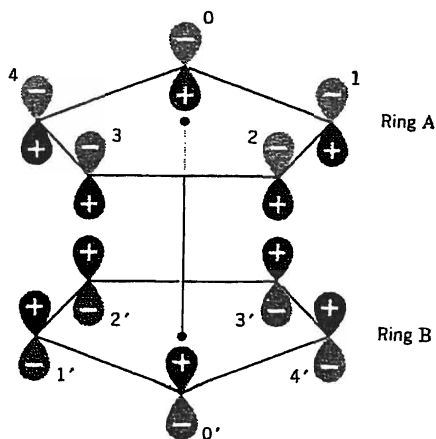 0
− 
4 − − 1
+
3 − 2 − Ring A
+ +
+ +
+ +
+ − − +
2' 3' Ring B
− + −
1' 4'
−
0'